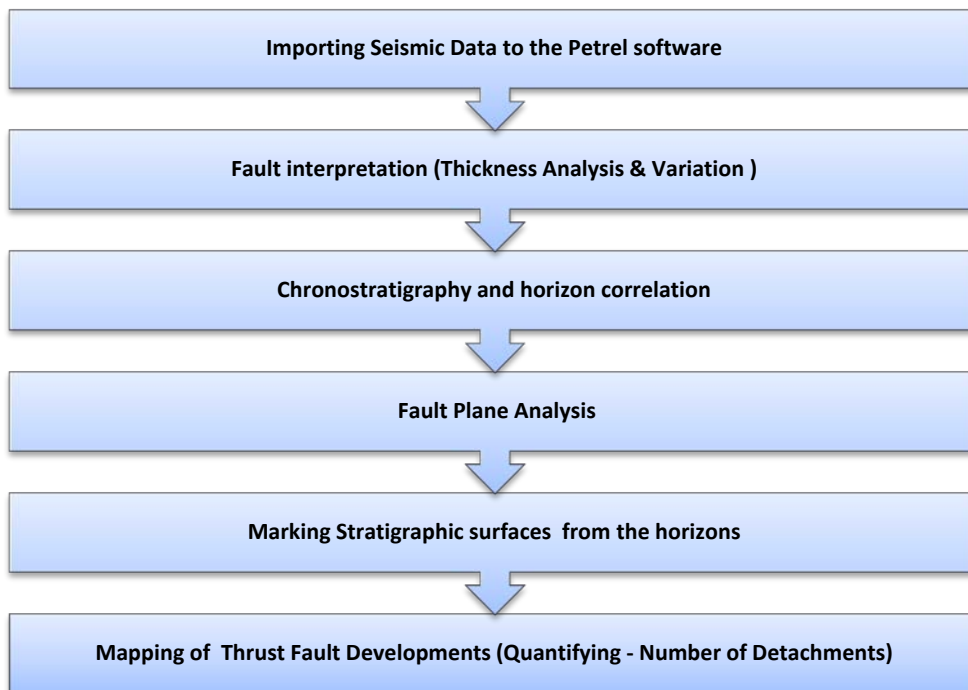 Importing Seismic Data to the Petrel software
Fault interpretation (Thickness Analysis & Variation )
Chronostratigraphy and horizon correlation
Fault Plane Analysis
Marking Stratigraphic surfaces  from the horizons
Mapping of  Thrust Fault Developments (Quantifying - Number of Detachments)